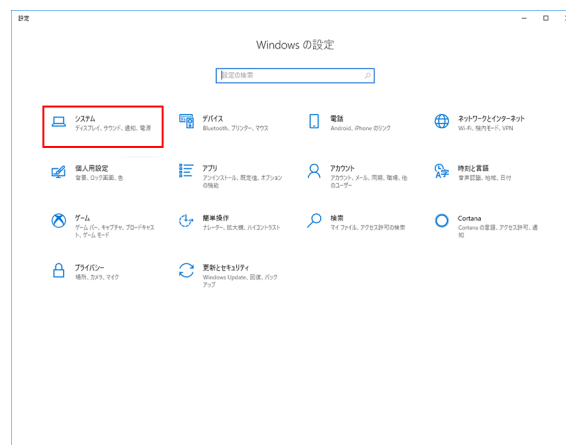 設定
Windows の設定
設定の検索
システム
ディスプレイ、サウンド、通知、電源
デバイス
Bluetooth、プリンター、マウス
電話
Android、iPhone のリンク
ネットワークとインターネット
Wi-Fi、機内モード、VPN
個人用設定
背景、ロック画面、色
アプリ
アンインストール、既定値、オプション
の機能
アカウント
アカウント、メール、同期、職場、他
のユーザー
時刻と言語
音声認識、地域、日付
ゲーム
ゲーム バー、キャプチャ、ブロードキャス
ト、ゲーム モード
簡単操作
ナレーター、拡大鏡、ハイコントラスト
検索
マイ ファイル、アクセス許可の検索
Cortana
Cortana の言語、アクセス許可、通
知
プライバシー
場所、カメラ、マイク
更新とセキュリティ
Windows Update、回復、バック
アップ